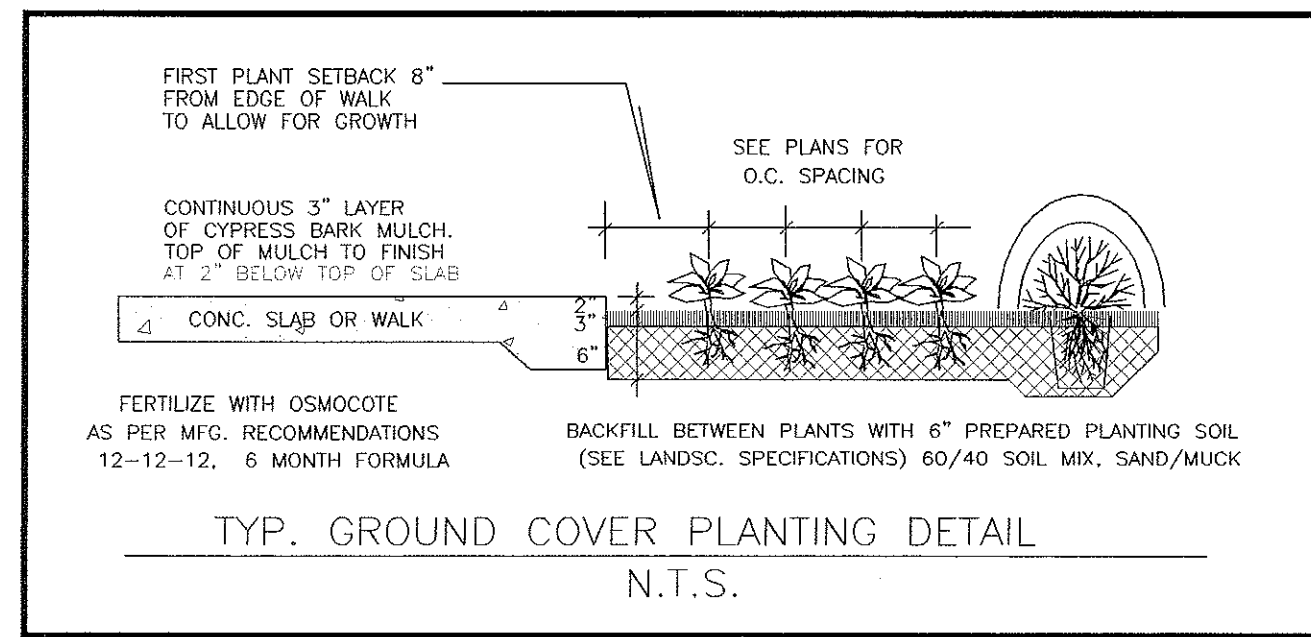 FIRST PLANT SETBACK 8"
FROM EDGE OF WALK
TO ALLOW FOR GROWTH
SEE PLANS FOR
O.C. SPACING
CONTINUOUS 3" LAYER
OF CYPRESS BARK MULCH.
TOP OF MULCH TO FINISH
AT 2" BELOW TOP OF SLAB
CONC. SLAB OR WALK
2"
3"
6"
FERTILIZE WITH OSMOCOTE
AS PER MFG. RECOMMENDATIONS
12-12-12, 6 MONTH FORMULA
BACKFILL BETWEEN PLANTS WITH 6" PREPARED PLANTING SOIL
(SEE LANDSC. SPECIFICATIONS) 60/40 SOIL MIX, SAND/MUCK
TYP. GROUND COVER PLANTING DETAIL
N.T.S.